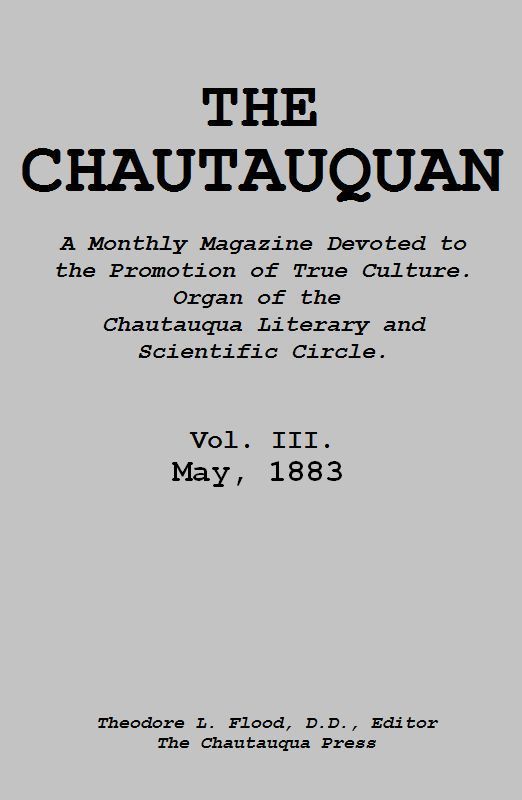 THE
CHAUTAUQUAN
A Monthly Magazine Devoted to
the Promotion of True Culture.
Organ of the
Chautauqua Literary and
Scientific Circle.
Vol. III.
May, 1883
Theodore L. Flood, D.D., Editor
The Chautauqua Press